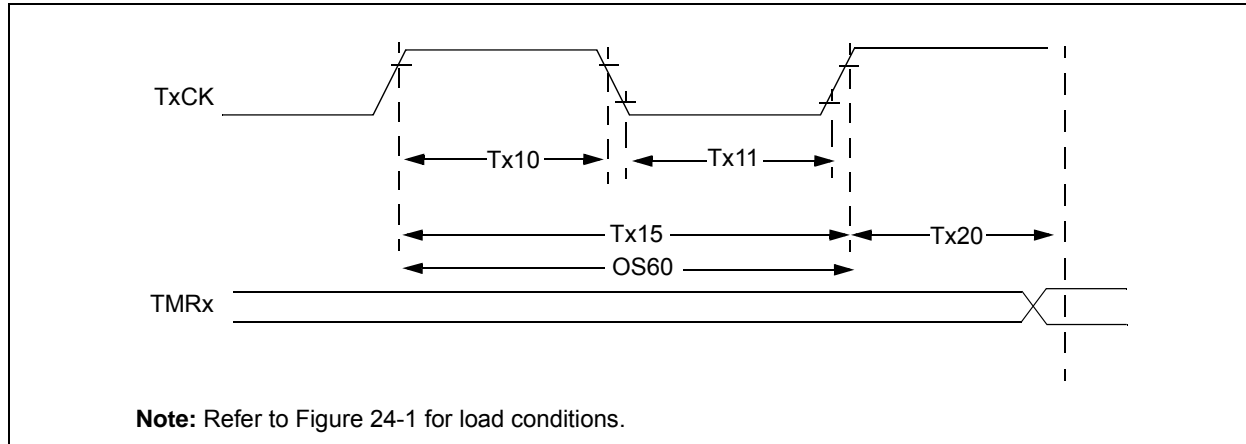 TxCK
Tx10
Tx11
Tx15
Tx20
OS60
TMRx
Note: Refer to Figure 24-1 for load conditions.